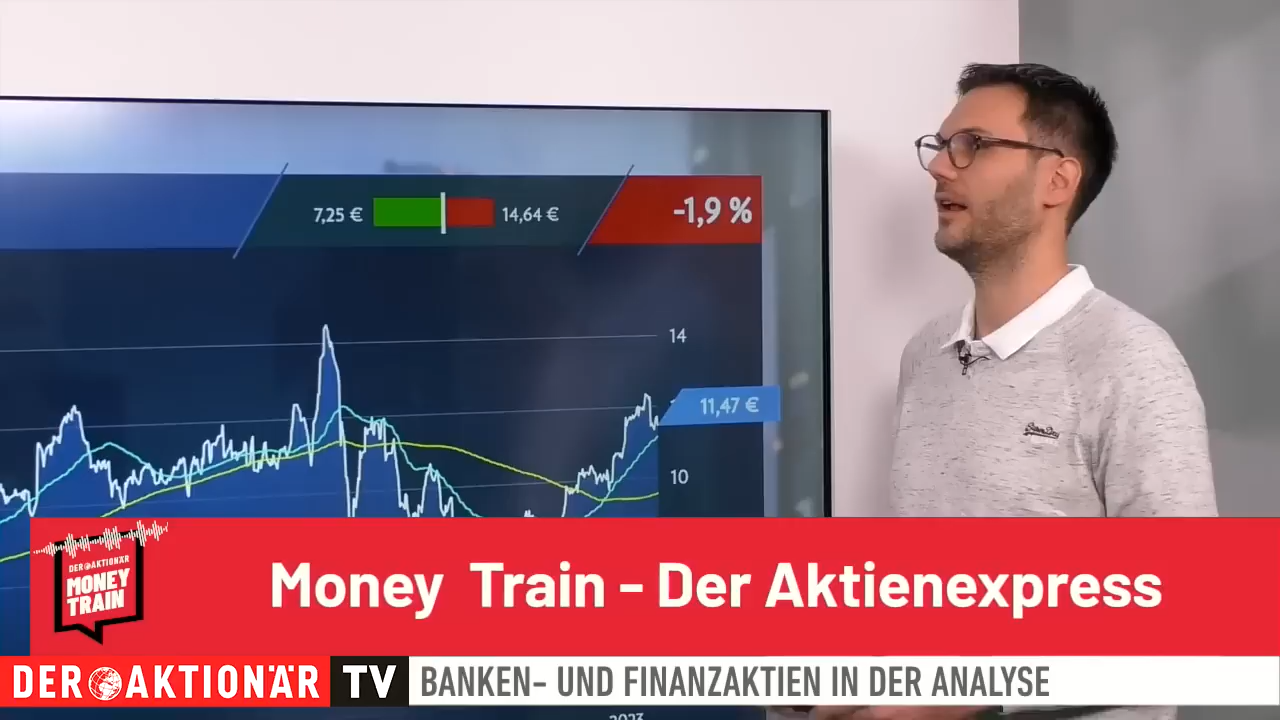 7,25 €
14,64 €
-1,9 %
14
11,47 €
10
DER AKTIONÄR
MONEY
TRAIN
Money Train – Der Aktienexpress
DER AKTIONÄR TV
BANKEN- UND FINANZAKTIEN IN DER ANALYSE
2023